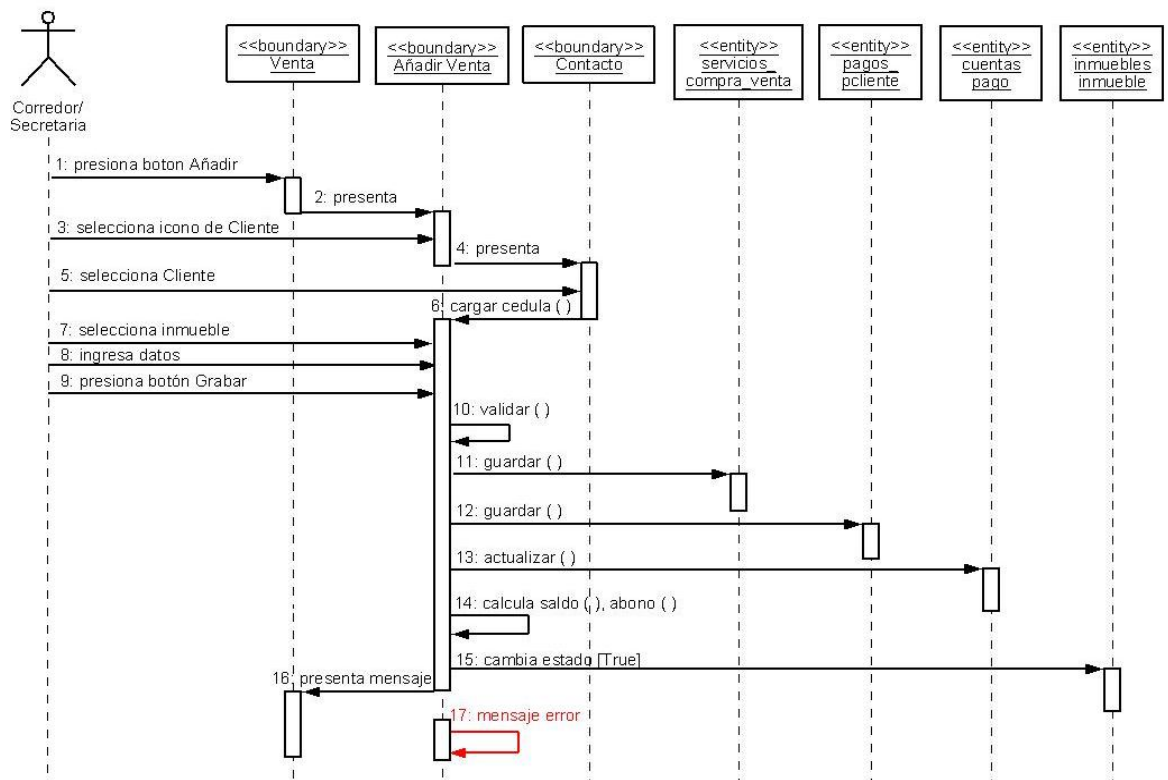 <<boundary>>
Venta
<<boundary>>
Añadir Venta
<<boundary>>
Contacto
<<entity>>
servicios_
compra_venta
<<entity>>
pagos_
pcliente
<<entity>>
cuentas
pago
<<entity>>
inmuebles
inmueble
Corredor/
Secretaria
1: presiona boton Añadir
2: presenta
3: selecciona icono de Cliente
4: presenta
5: selecciona Cliente
6: cargar cedula ( )
7: selecciona inmueble
8: ingresa datos
9: presiona botón Grabar
10: validar ( )
11: guardar ( )
12: guardar ( )
13: actualizar ( )
14: calcula saldo ( ), abono ( )
15: cambia estado [True]
16: presenta mensaje
17: mensaje error